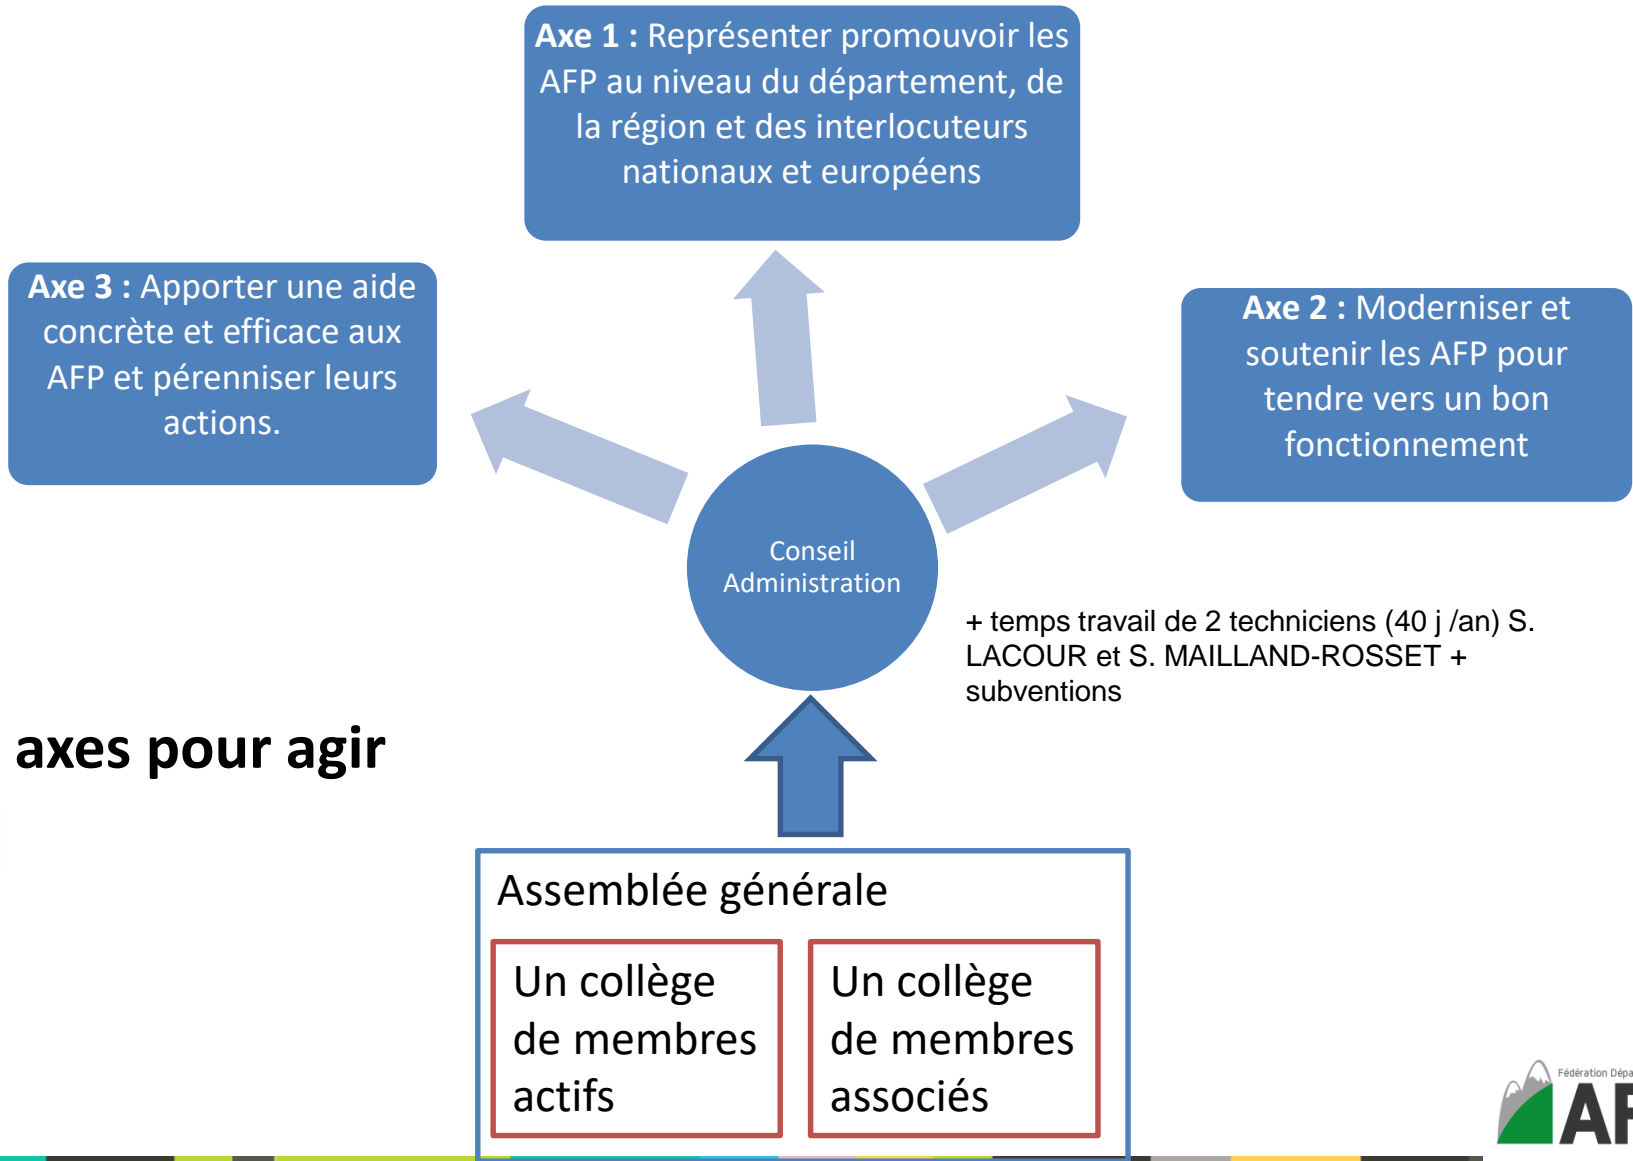 Axe 1 : Représenter promouvoir les
AFP au niveau du département, de
la région et des interlocuteurs
nationaux et européens
Axe 3 : Apporter une aide
concrète et efficace aux
AFP et pérenniser leurs
actions.
Axe 2 : Moderniser et
soutenir les AFP pour
tendre vers un bon
fonctionnement
Conseil
Administration
+ temps travail de 2 techniciens (40 j /an) S.
LACOUR et S. MAILLAND-ROSSET +
subventions
axes pour agir
Assemblée générale
Un collège
de membres
actifs
Un collège
de membres
associés
Fédération Dépa
AF